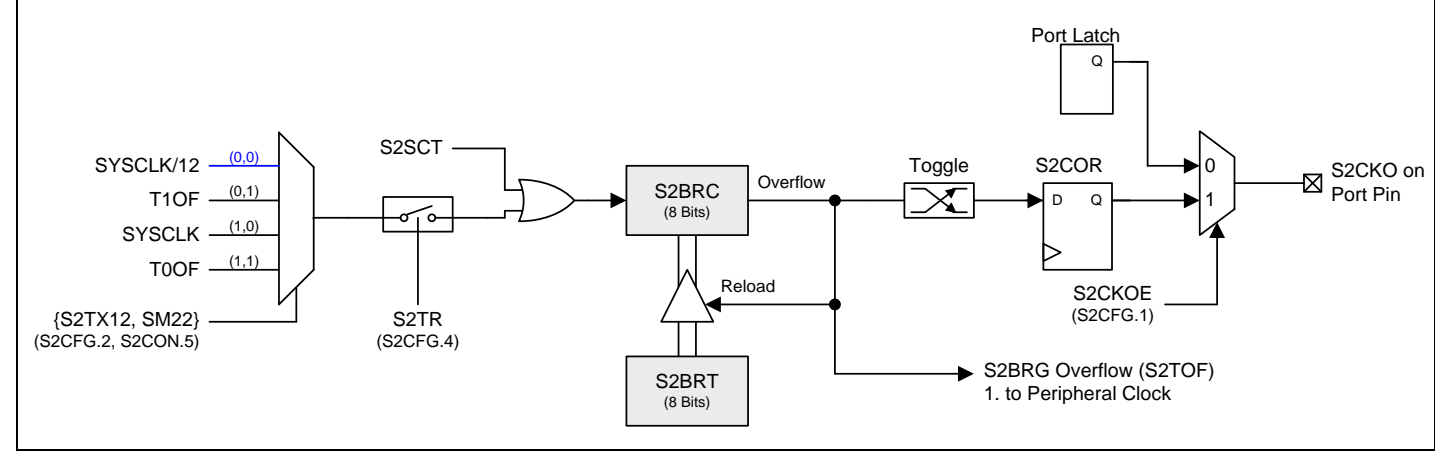 Port Latch
Q
SYSCLK/12 (0,0)
T1OF (0,1)
SYSCLK (1,0)
T0OF (1,1)
{S2TX12, SM22}
(S2CFG.2, S2CON.5)
S2SCT
S2TR
(S2CFG.4)
S2BRC
(8 Bits)
Overflow
Reload
S2BRT
(8 Bits)
Toggle
S2COR
D Q
0
1
S2CKOE
(S2CFG.1)
S2CKO on
Port Pin
S2BRG Overflow (S2TOF)
1. to Peripheral Clock